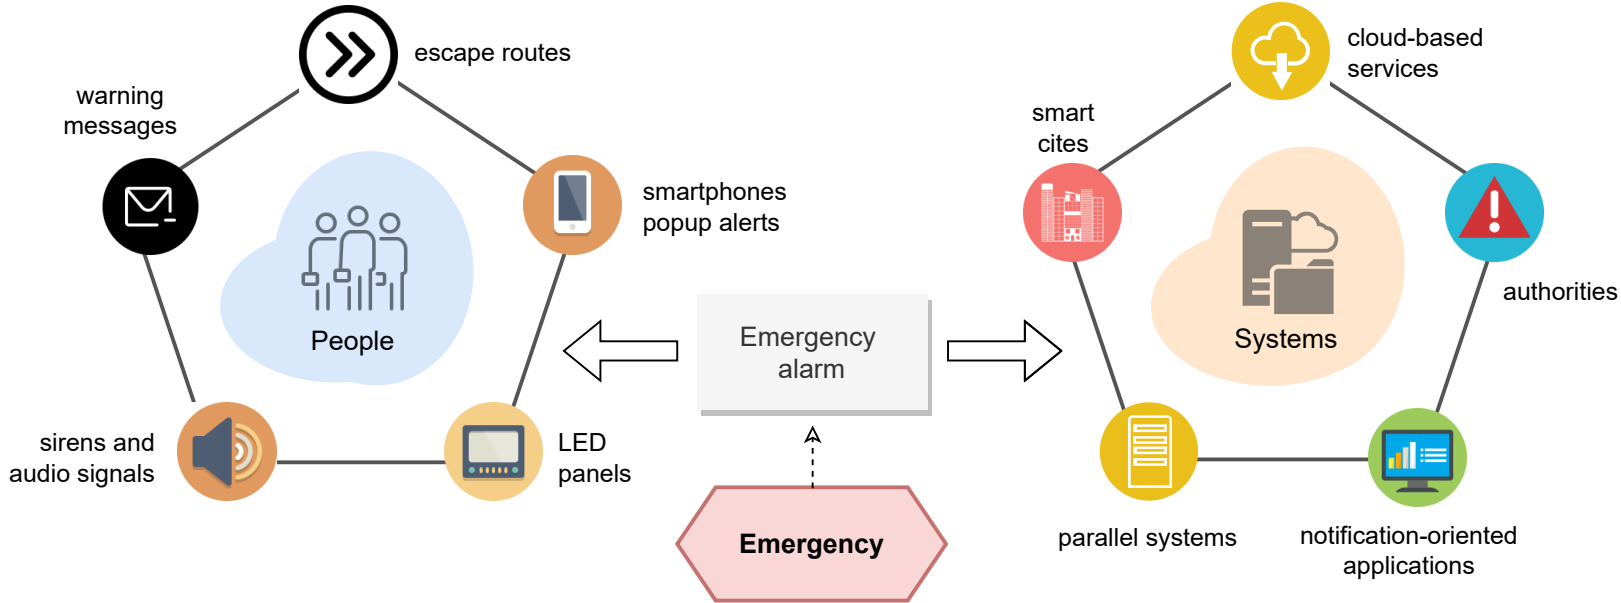 escape routes
warning
messages
smartphones
popup alerts
People
sirens and
audio signals
LED
panels
Emergency
alarm
Emergency
cloud-based
services
smart
cites
authorities
Systems
parallel systems
notification-oriented
applications